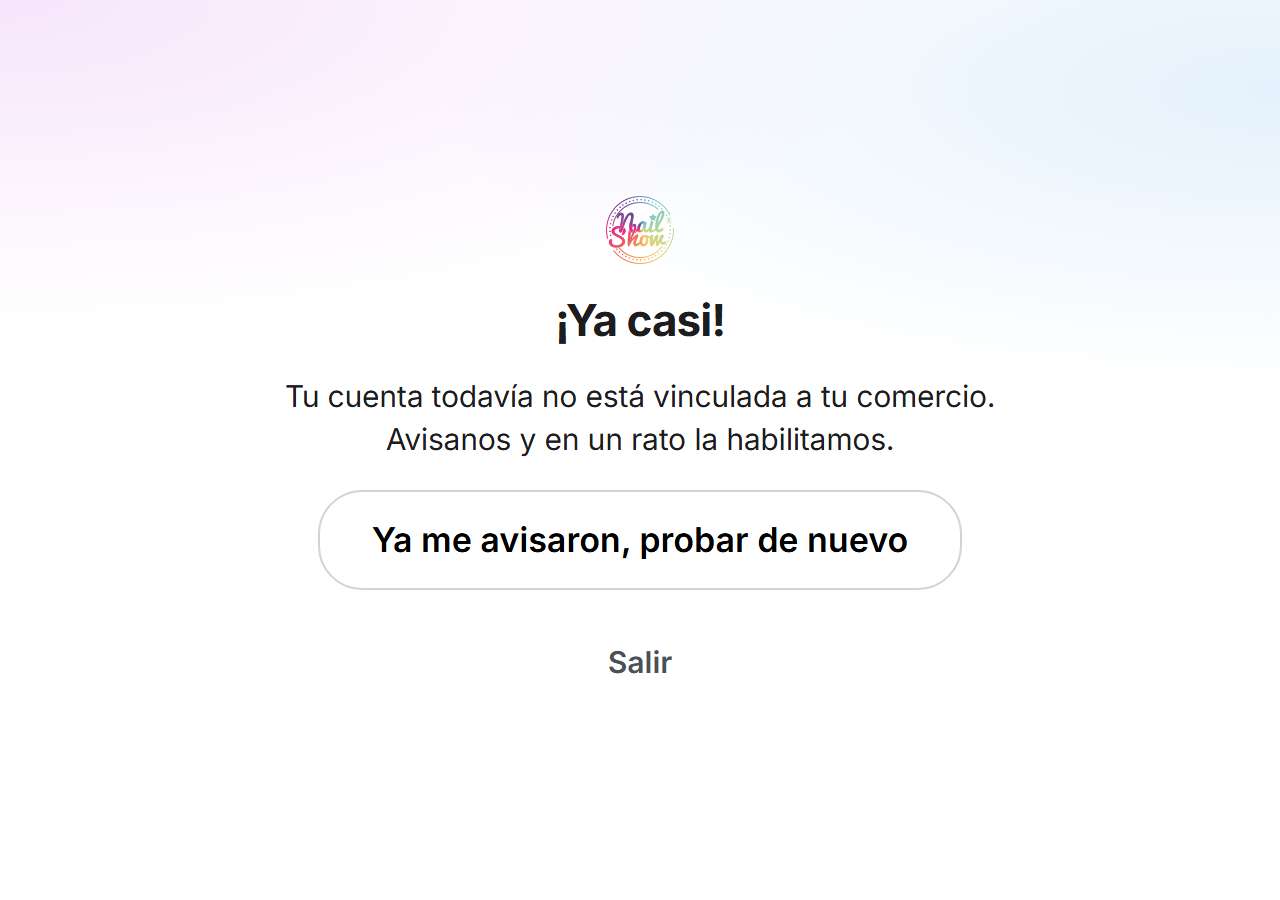 Nail
Show
¡Ya casi!
Tu cuenta todavía no está vinculada a tu comercio.
Avisanos y en un rato la habilitamos.
Ya me avisaron, probar de nuevo
Salir